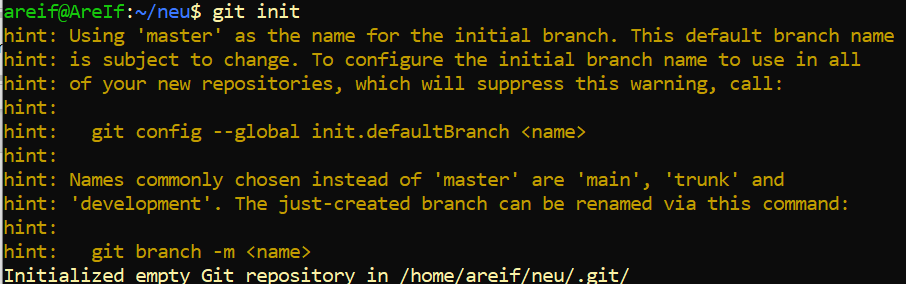 areif@AreIf:~/neu$ git init
hint: Using 'master' as the name for the initial branch. This default branch name
hint: is subject to change. To configure the initial branch name to use in all
hint: of your new repositories, which will suppress this warning, call:
hint:
hint:   git config --global init.defaultBranch <name>
hint:
hint: Names commonly chosen instead of 'master' are 'main', 'trunk' and
hint: 'development'. The just-created branch can be renamed via this command:
hint:
hint:   git branch -m <name>
Initialized empty Git repository in /home/areif/neu/.git/